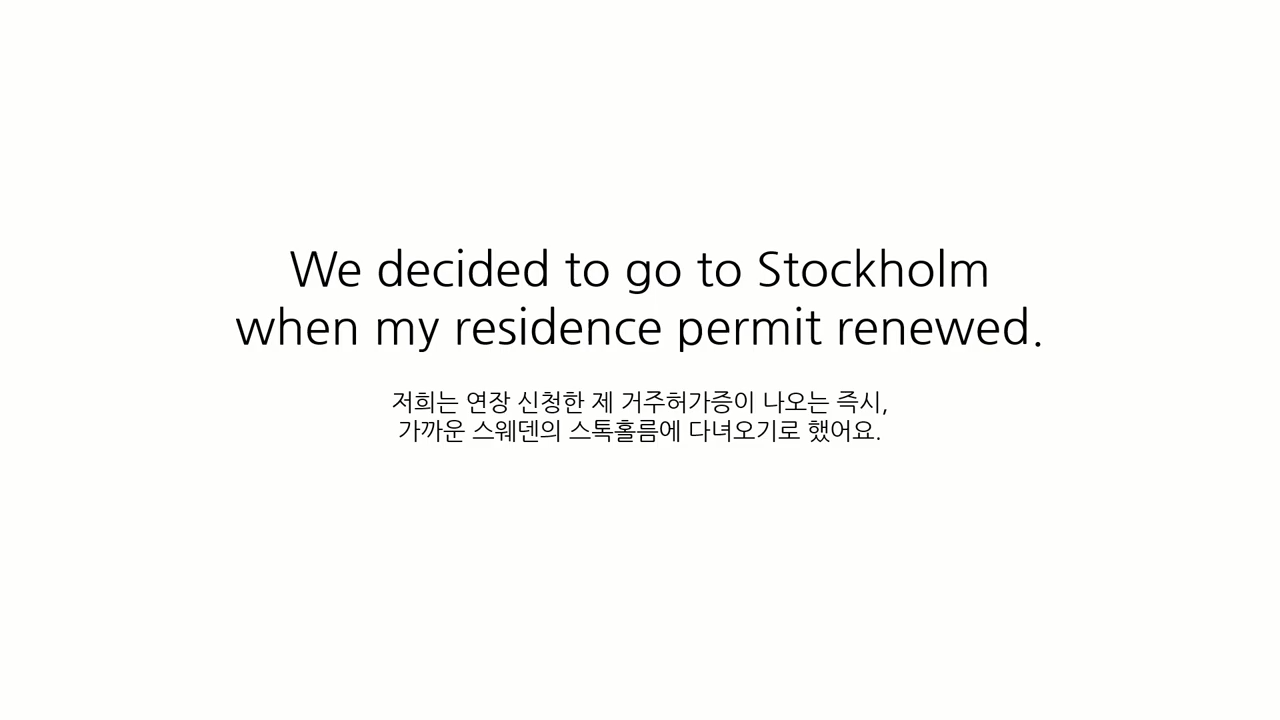 We decided to go to Stockholm
when my residence permit renewed.
저희는 연장 신청한 제 거주허가증이 나오는 즉시,
가까운 스웨덴의 스톡홀름에 다녀오기로 했어요.